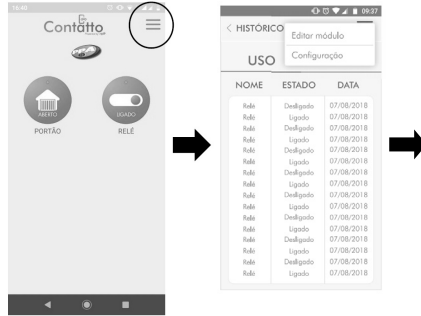 16:40
Contatto
ABERTO LIGADO
PORTÃO RELÉ
09:37
< HISTÓRICO
Editar módulo
Configuração
USO
NOME ESTADO DATA
Relé Desligado 07/08/2018
Relé Ligado 07/08/2018
Relé Desligado 07/08/2018
Relé Ligado 07/08/2018
Relé Desligado 07/08/2018
Relé Ligado 07/08/2018
Relé Desligado 07/08/2018
Relé Ligado 07/08/2018
Relé Desligado 07/08/2018
Relé Ligado 07/08/2018
Relé Desligado 07/08/2018
Relé Ligado 07/08/2018
Relé Desligado 07/08/2018
Relé Ligado 07/08/2018
Relé Desligado 07/08/2018
Relé Ligado 07/08/2018